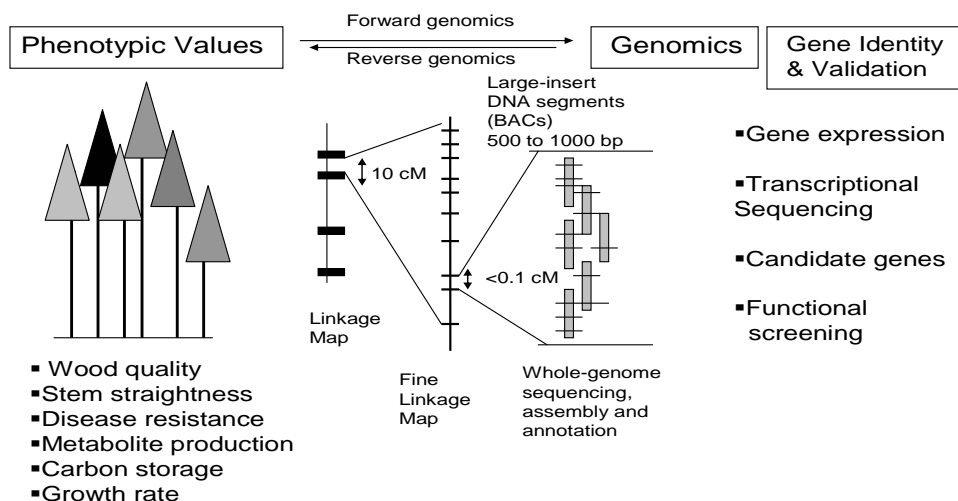 Forward genomics
Reverse genomics
Phenotypic Values
Genomics
Gene Identity
& Validation
Large-insert
DNA segments
(BACs)
500 to 1000 bp
10 cM
<0.1 cM
Linkage
Map
Fine
Linkage
Map
Whole-genome
sequencing,
assembly and
annotation
▪Gene expression
▪Transcriptional
Sequencing
▪Candidate genes
▪Functional
screening
▪ Wood quality
▪Stem straightness
▪Disease resistance
▪Metabolite production
▪Carbon storage
▪Growth rate